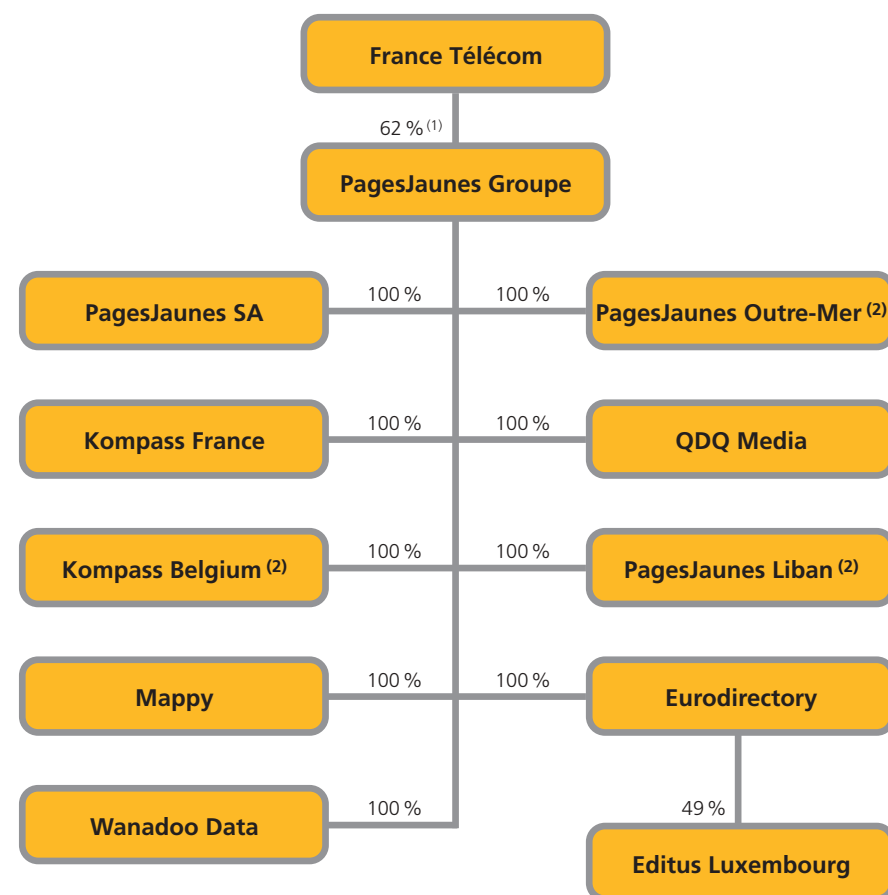 France Télécom
62 % (1)
PagesJaunes Groupe
100 % 100 %
PagesJaunes SA PagesJaunes Outre-Mer (2)
100 % 100 %
Kompass France QDQ Media
100 % 100 %
Kompass Belgium (2) PagesJaunes Liban (2)
100 % 100 %
Mappy Eurodirectory
100 % 49 %
Wanadoo Data
Editus Luxembourg